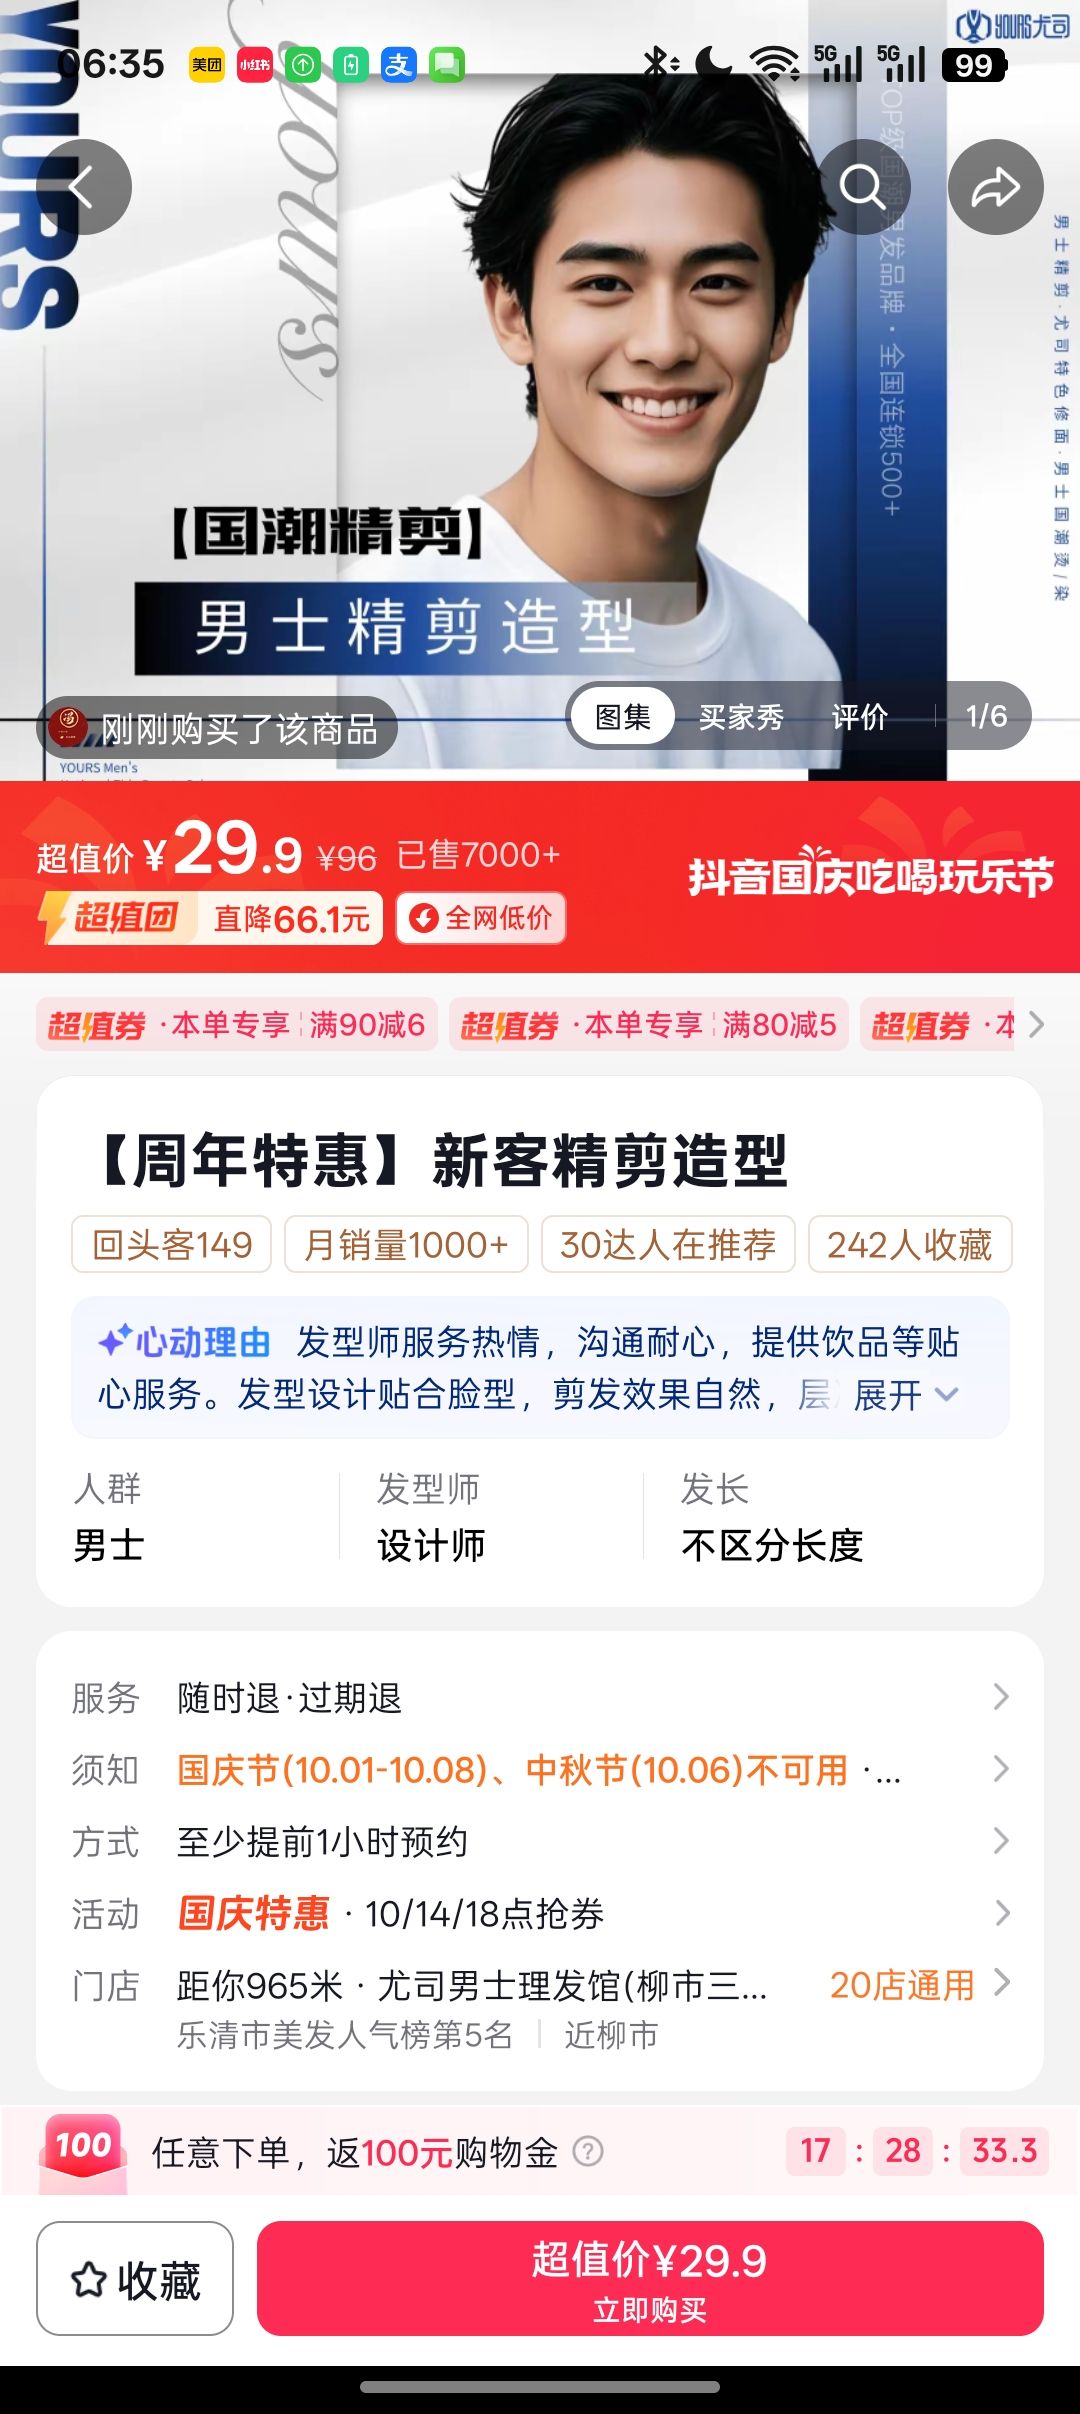 06:35
美团
小红书
支
5G
5G
99
YOURS尤司
YOURS
yours
TOP级国男发品牌·全国连锁500+
男士精剪·尤司特色修面·男士国潮烫/染
【国潮精剪】
男士精剪造型
刚刚购买了该商品
图集 买家秀 评价 1/6
YOURS Men's
超值价 ¥29.9 ¥96 已售7000+
抖音国庆吃喝玩乐节
超值团 直降66.1元 全网低价
超值券·本单专享 满90减6
超值券·本单专享 满80减5
超值券·本
【周年特惠】新客精剪造型
回头客149 月销量1000+ 30达人在推荐 242人收藏
心动理由 发型师服务热情，沟通耐心，提供饮品等贴
心服务。发型设计贴合脸型，剪发效果自然，层 展开
人群 发型师 发长
男士 设计师 不区分长度
服务 随时退·过期退
须知 国庆节(10.01-10.08)、中秋节(10.06)不可用 ·...
方式 至少提前1小时预约
活动 国庆特惠 · 10/14/18点抢券
门店 距你965米 · 尤司男士理发馆(柳市三... 20店通用
乐清市美发人气榜第5名 | 近柳市
100 任意下单，返100元购物金 ? 17 : 28 : 33.3
收藏
超值价¥29.9
立即购买